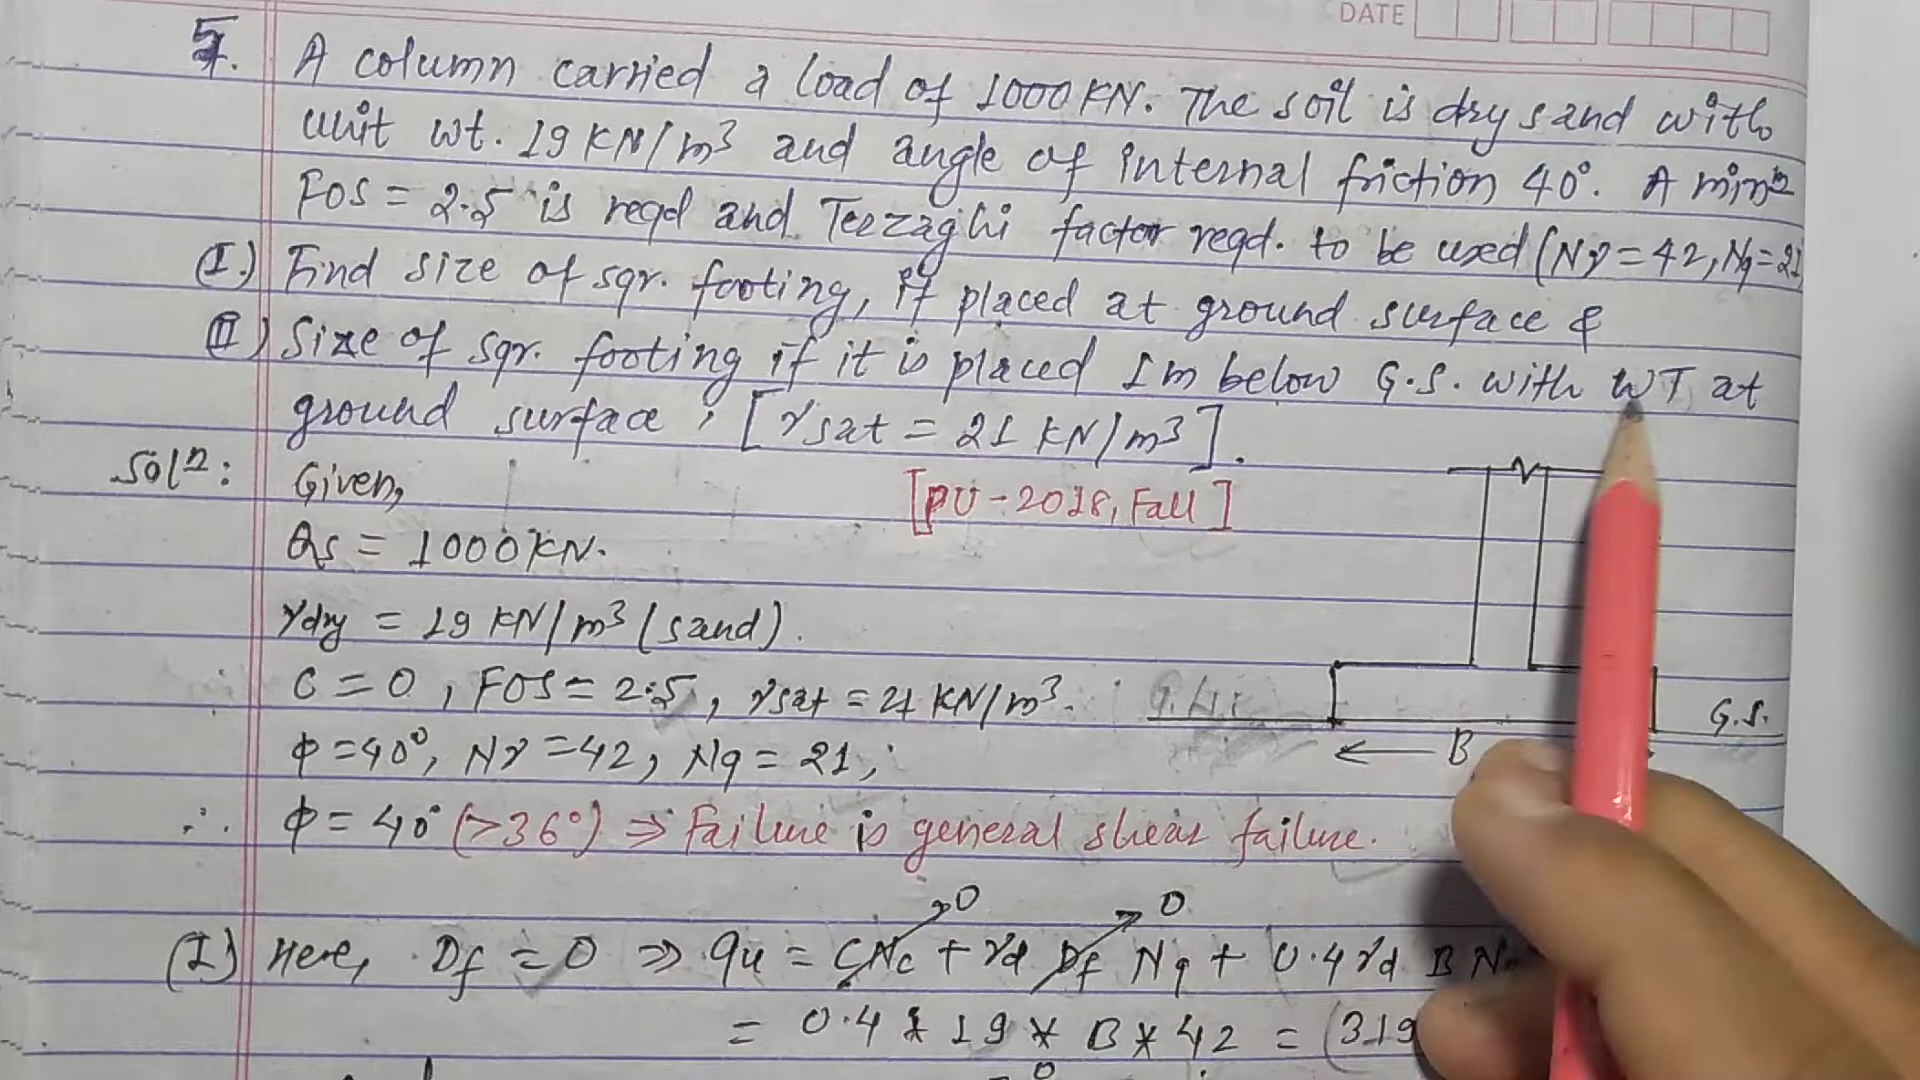 DATE
5. A column carried a load of 1000 KN. The soil is dry sand with
unit wt. 19 KN/m³ and angle of internal friction 40°. A minᵐ
FOS = 2.5 is reqd and Terzaghi factor reqd. to be used (Nγ = 42, Nq = 21
(I.) Find size of sqr. footing, if placed at ground surface &
(II) Size of sqr. footing if it is placed 1m below G.S. with WT at
ground surface, [γsat = 21 KN/m³].
Solⁿ: Given,
[PU - 2018, Fall]
Qs = 1000 KN.
γdry = 19 KN/m³ (sand).
C = 0, FOS = 2.5, γsat = 21 KN/m³.
G.S.
B
φ = 40°, Nγ = 42, Nq = 21,
∴ φ = 40° (>36°) ⇒ Failure is general shear failure.
0 0
(I) Here, Df = 0 ⇒ qu = CNc + γd Df Nq + 0.4 γd B N
= 0.4 * 19 * B * 42 = (319